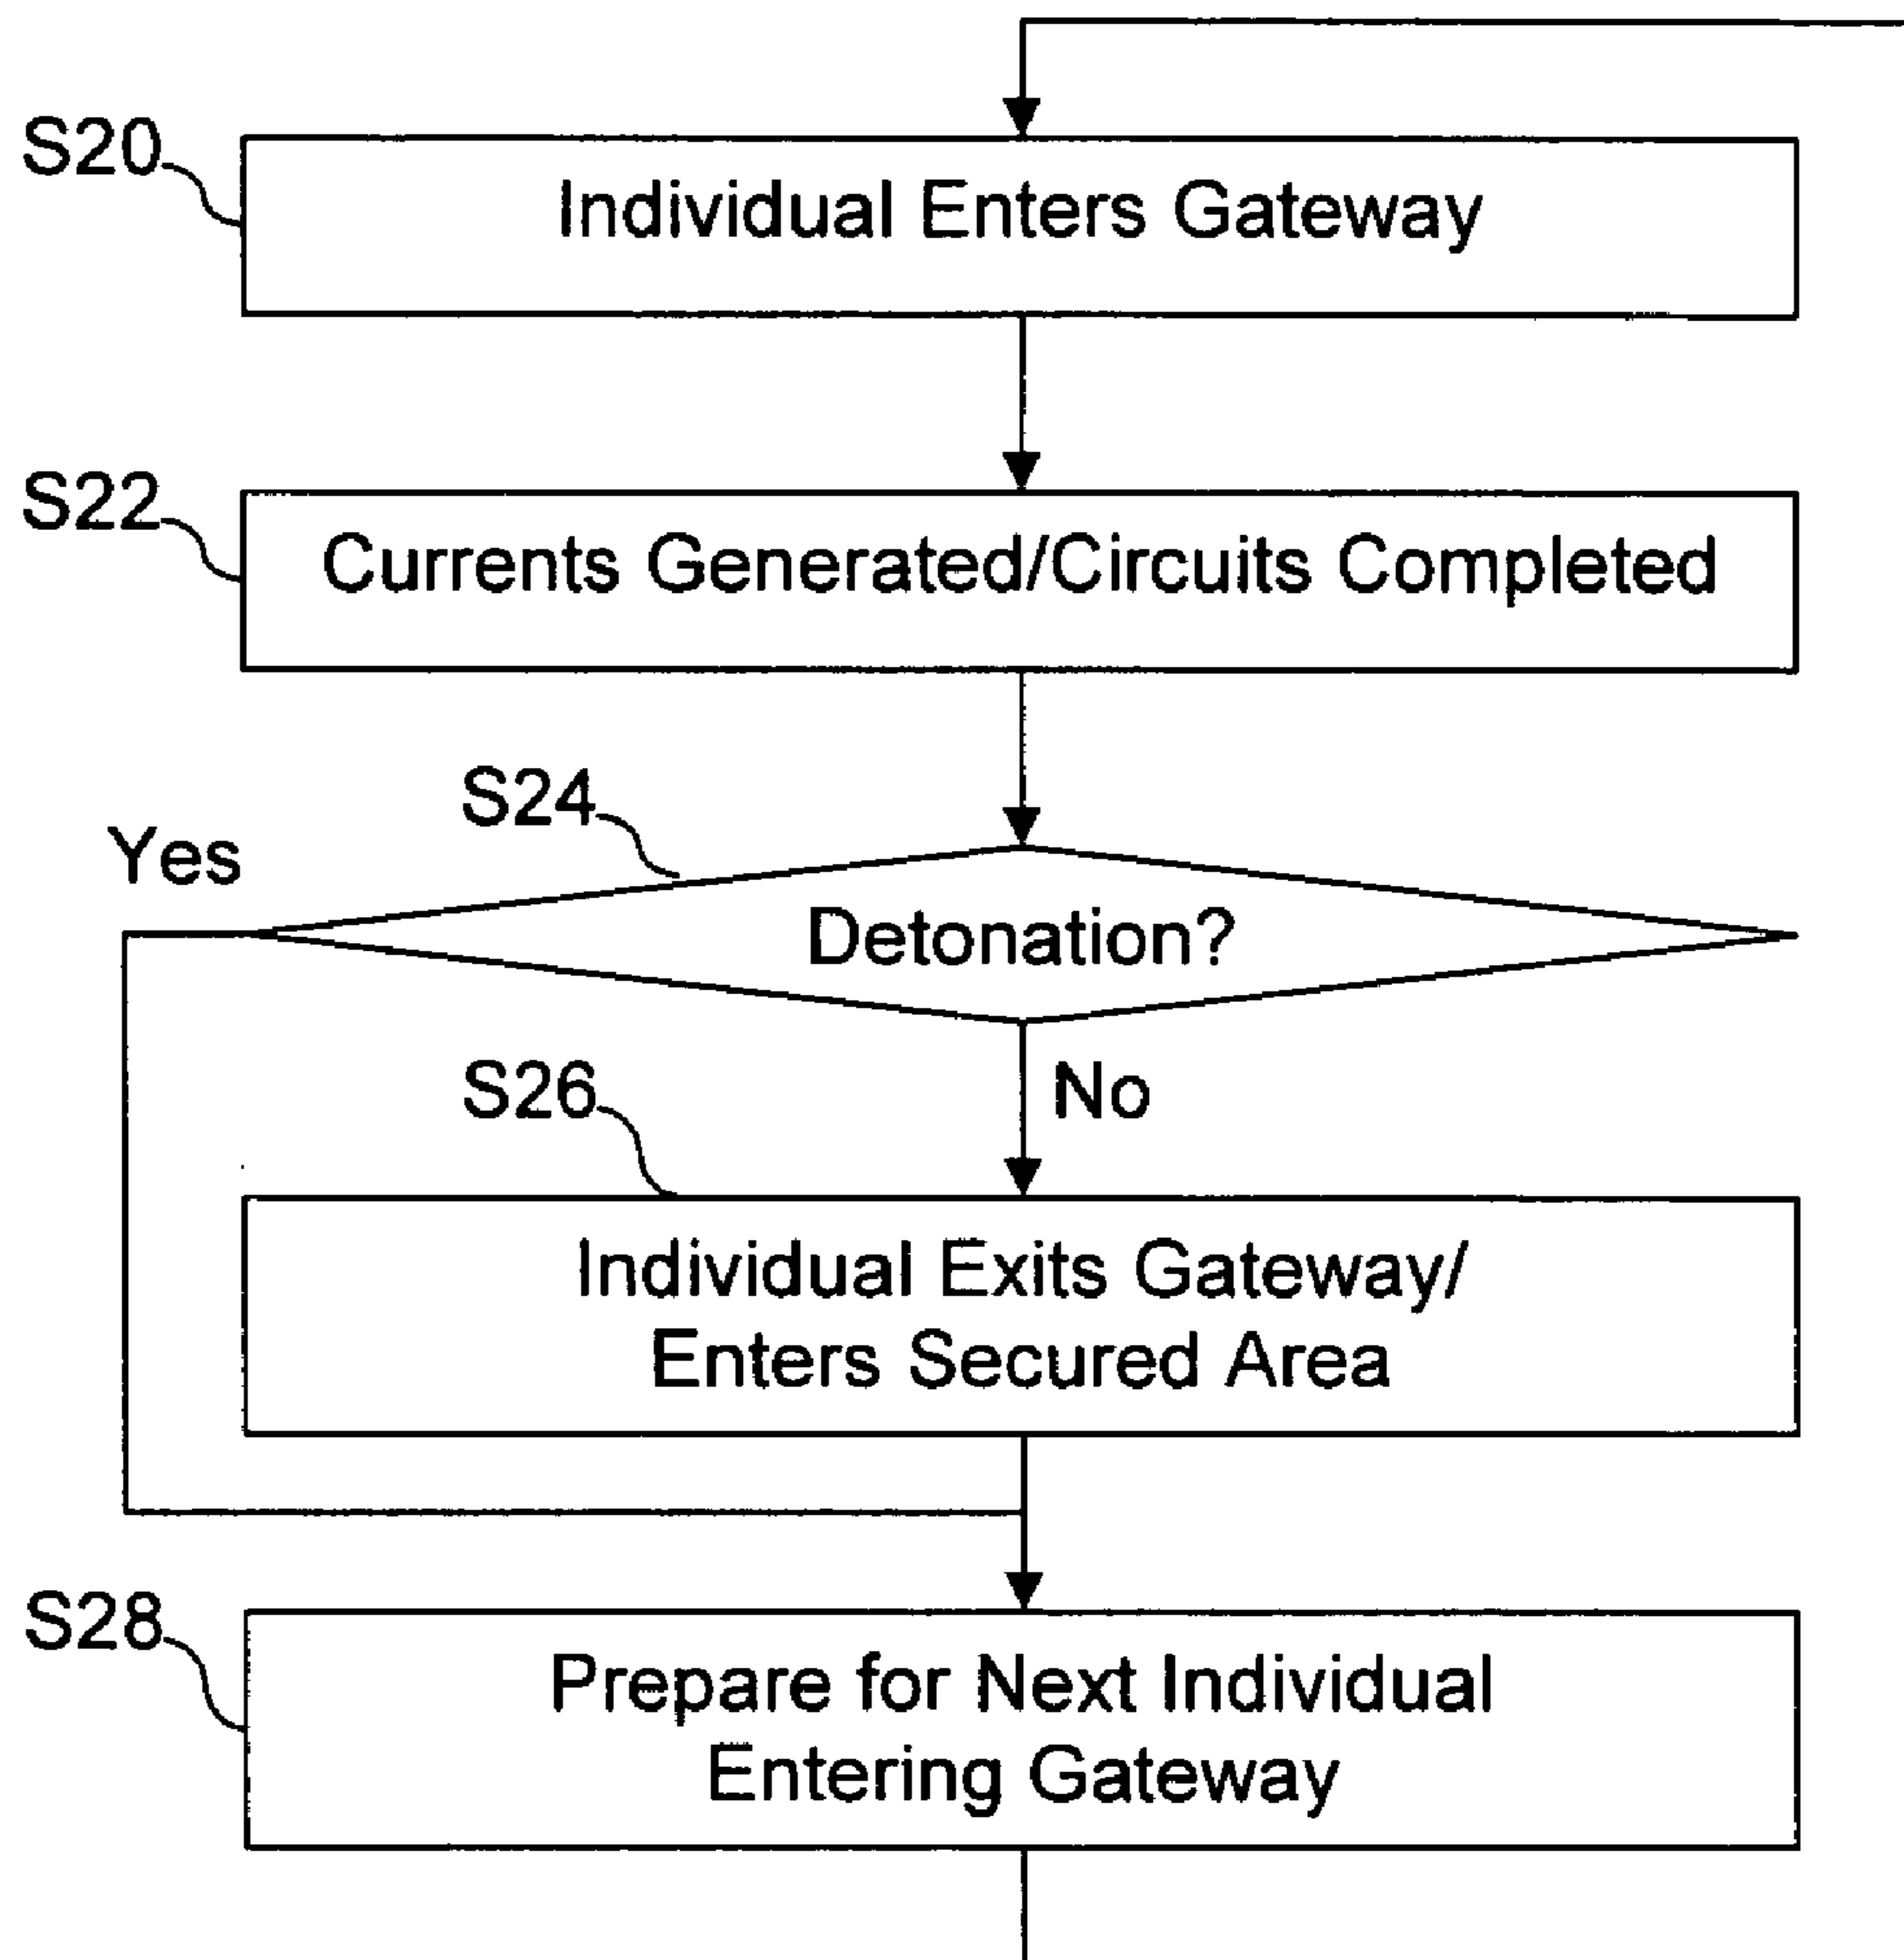 S20
Individual Enters Gateway
S22
Currents Generated/Circuits Completed
S24
Yes
Detonation?
S26
No
Individual Exits Gateway/
Enters Secured Area
S28
Prepare for Next Individual
Entering Gateway